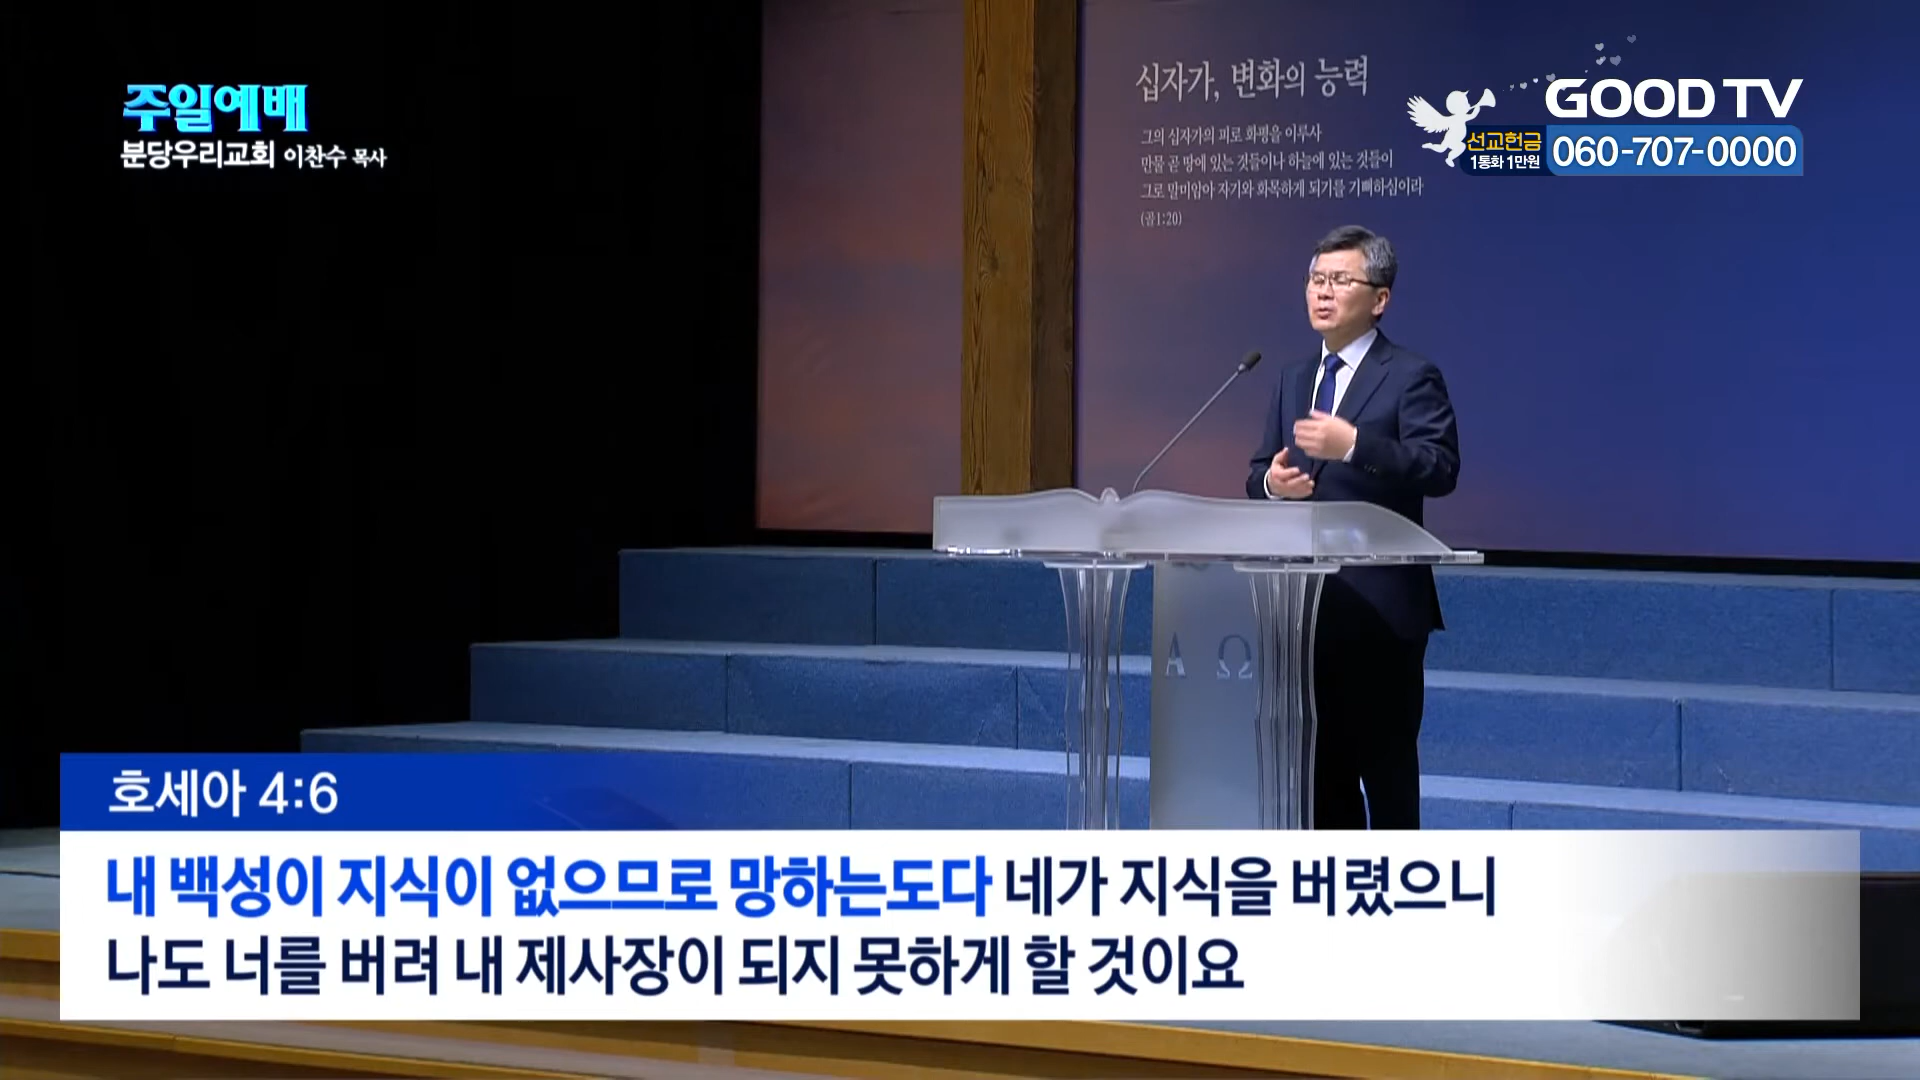 주일예배
분당우리교회 이찬수 목사
십자가, 변화의 능력
그의 십자가의 피로 화평을 이루사
만물 곧 땅에 있는 것들이나 하늘에 있는 것들이
그로 말미암아 자기와 화목하게 되기를 기뻐하심이라
(골1:20)
GOOD TV
선교헌금
1통화 1만원
060-707-0000
Α Ω
호세아 4:6
내 백성이 지식이 없으므로 망하는도다 네가 지식을 버렸으니
나도 너를 버려 내 제사장이 되지 못하게 할 것이요